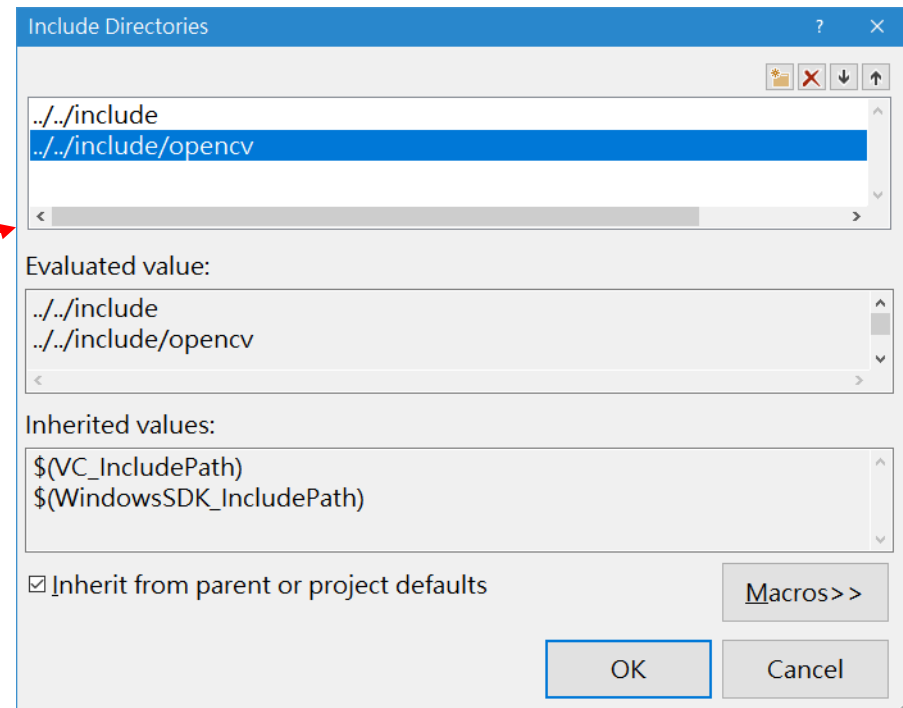 Include Directories
?
../../include
../../include/opencv
Evaluated value:
../../include
../../include/opencv
Inherited values:
$(VC_IncludePath)
$(WindowsSDK_IncludePath)
Inherit from parent or project defaults
Macros>>
OK
Cancel